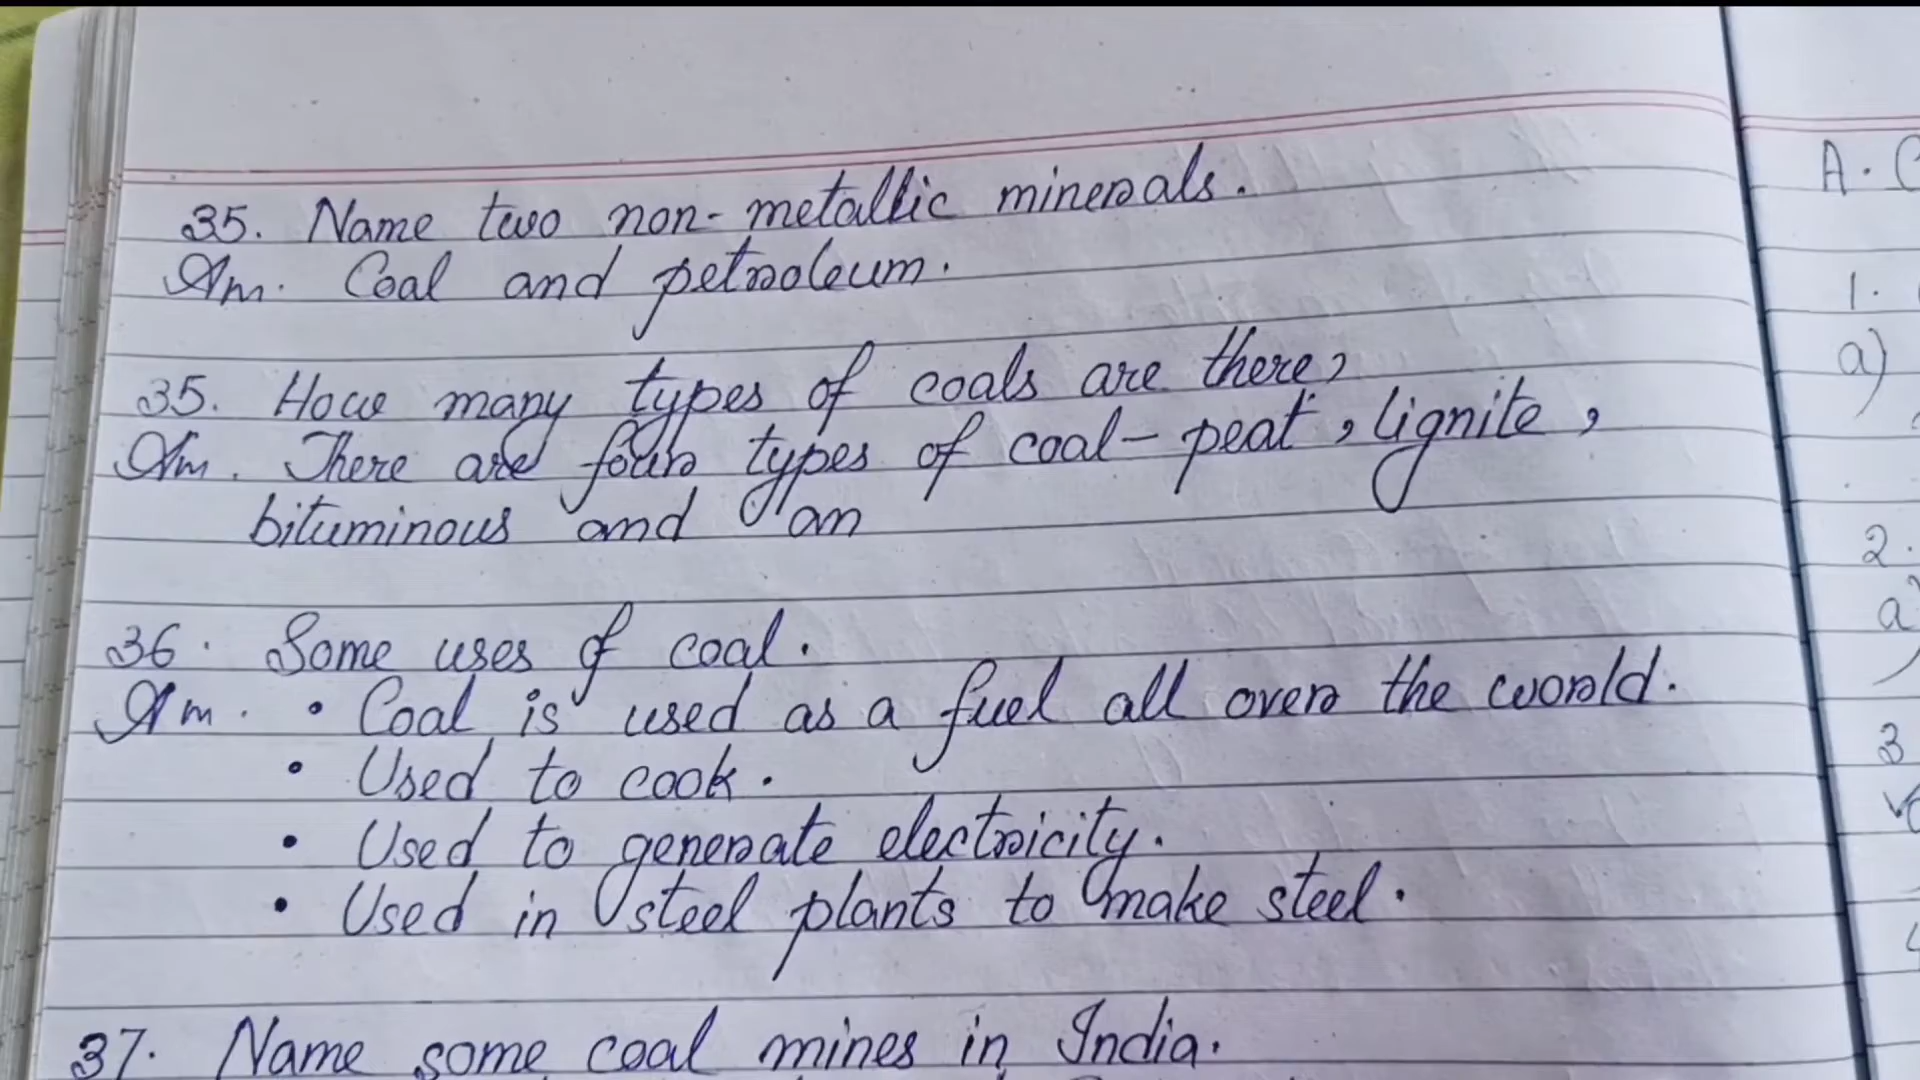 35. Name two non-metallic minerals.
Ans. Coal and petroleum.
35. How many types of coals are there?
Ans. There are four types of coal - peat, lignite,
bituminous and an
36. Some uses of coal.
Ans. • Coal is used as a fuel all over the world.
• Used to cook.
• Used to generate electricity.
• Used in steel plants to make steel.
37. Name some coal mines in India.
A.
1.
a)
2.
a)
3